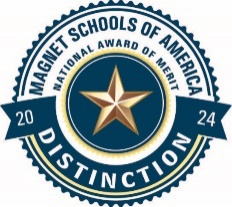 MAGNET SCHOOLS OF AMERICA
NATIONAL AWARD OF MERIT
20 24
DISTINCTION